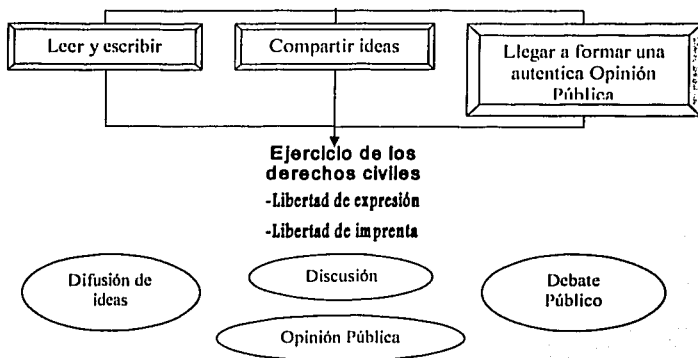 Leer y escribir
Compartir ideas
Llegar a formar una
autentica Opinión
Pública
Ejercicio de los
derechos civiles
-Libertad de expresión
-Libertad de imprenta
Difusión de
ideas
Discusión
Debate
Público
Opinión Pública